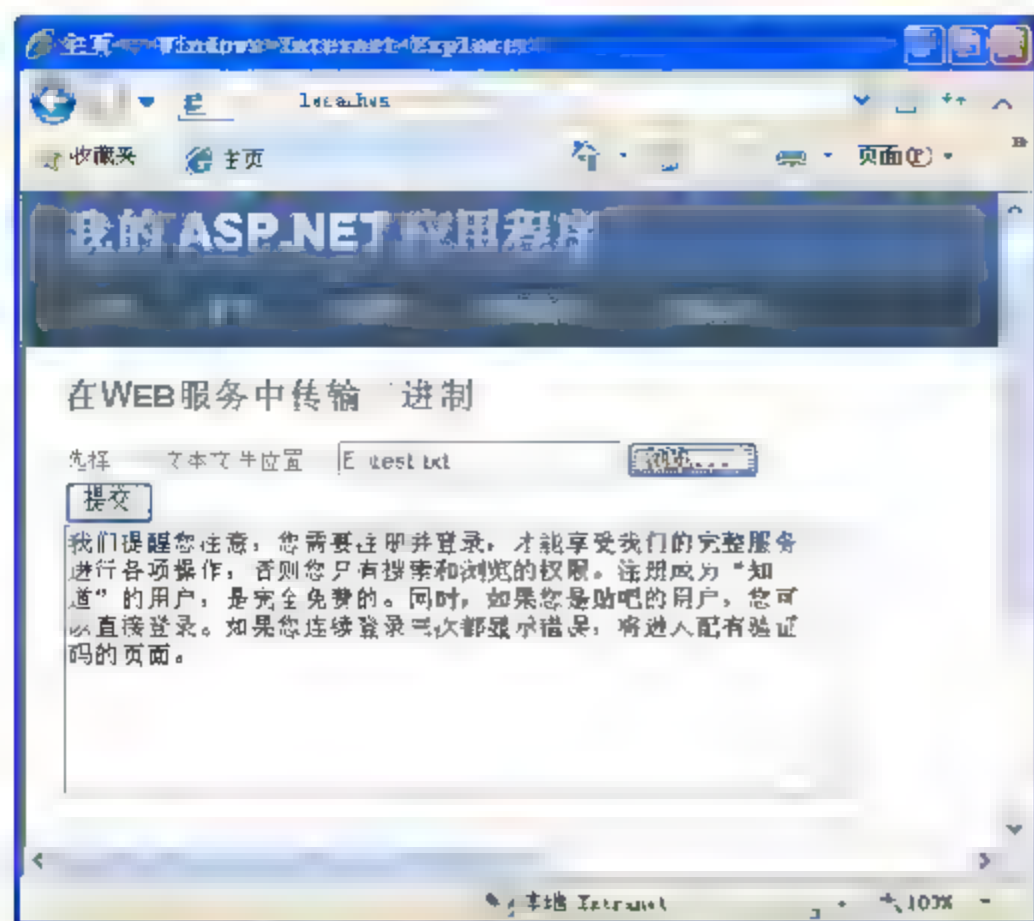 主页 - Windows Internet Explorer
收藏夹 主页 页面(P)
我的 ASP.NET 应用程序
在WEB服务中传输 进制
选择 文本文件位置 E test.txt 浏览...
提交
我们提醒您注意，您需要注册并登录，才能享受我们的完整服务
进行各项操作，否则您只有搜索和浏览的权限。注册成为“知
道”的用户，是完全免费的。同时，如果您是贴吧的用户，您可
以直接登录。如果您连续登录三次都显示错误，将进入配有验证
码的页面。
本地 Intranet 100%